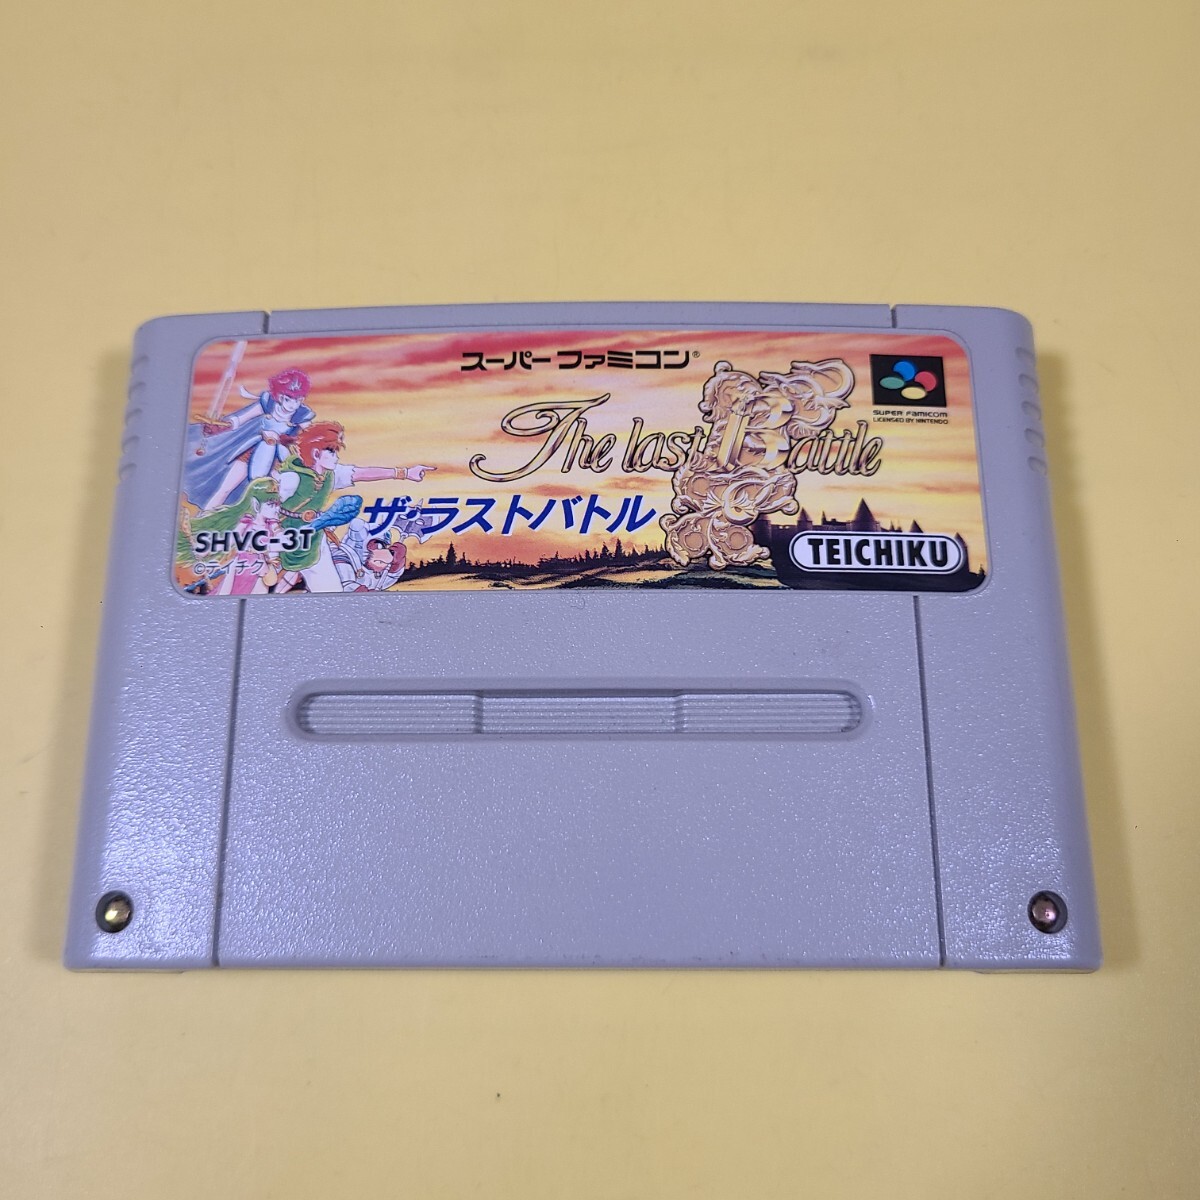 スーパーファミコン®
The last Battle
ザ・ラストバトル
SUPER FAMICOM
LICENSED BY NINTENDO
SHVC-3T
©テイチク
TEICHIKU